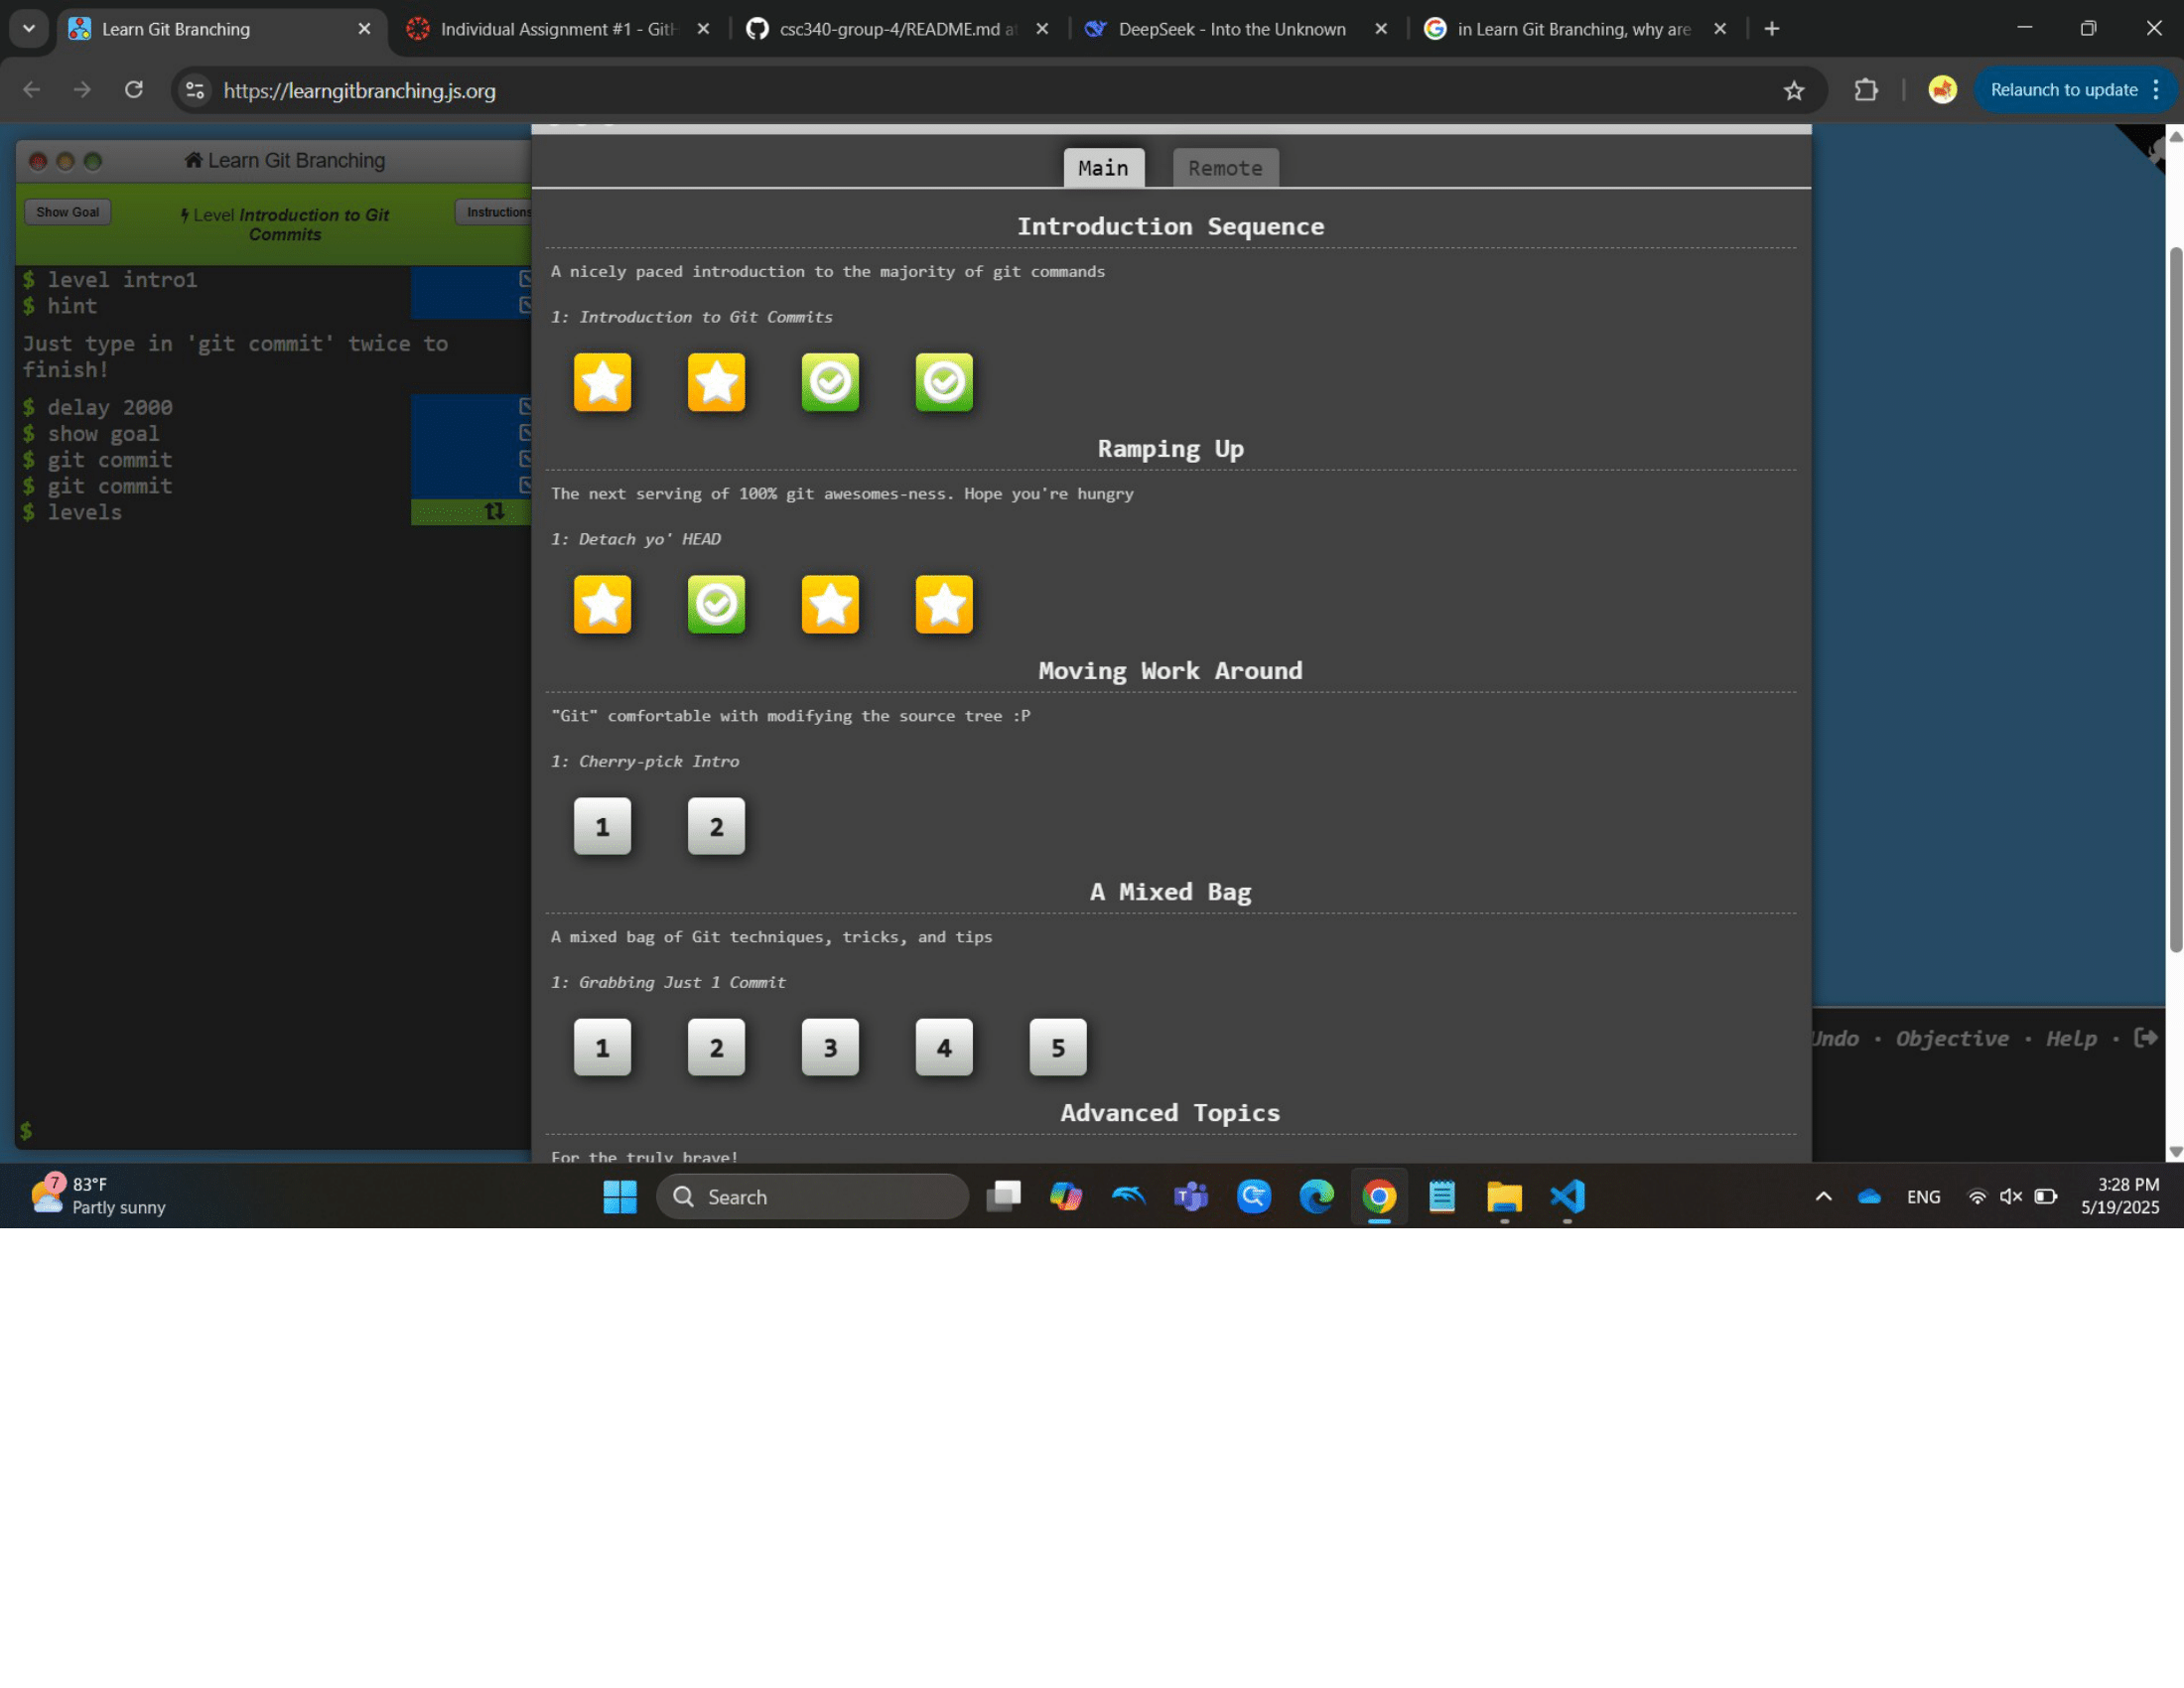 Learn Git Branching
Individual Assignment #1 - Git
csc340-group-4/README.md a
DeepSeek - Into the Unknown
in Learn Git Branching, why are
https://learngitbranching.js.org
Relaunch to update
Learn Git Branching
Show Goal
Level Introduction to Git
Commits
Instructions
$ level intro1
$ hint
Just type in 'git commit' twice to
finish!
$ delay 2000
$ show goal
$ git commit
$ git commit
$ levels
$
Main
Remote
Introduction Sequence
A nicely paced introduction to the majority of git commands
1: Introduction to Git Commits
Ramping Up
The next serving of 100% git awesomes-ness. Hope you're hungry
1: Detach yo' HEAD
Moving Work Around
"Git" comfortable with modifying the source tree :P
1: Cherry-pick Intro
1 2
A Mixed Bag
A mixed bag of Git techniques, tricks, and tips
1: Grabbing Just 1 Commit
1 2 3 4 5
Advanced Topics
For the truly brave!
Undo · Objective · Help ·
7
83°F
Partly sunny
Search
ENG
3:28 PM
5/19/2025